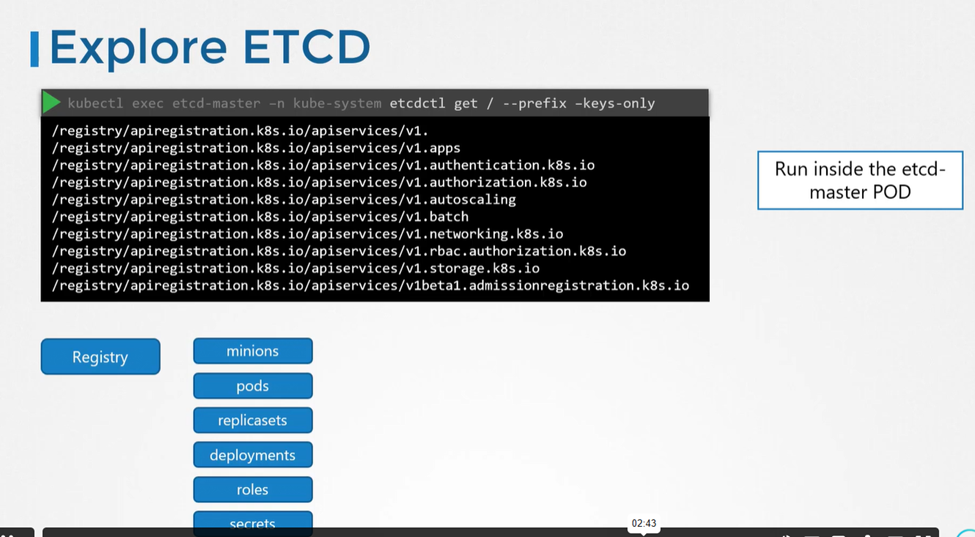 Explore ETCD
kubectl exec etcd-master –n kube-system etcdctl get / --prefix –keys-only
/registry/apiregistration.k8s.io/apiservices/v1.
/registry/apiregistration.k8s.io/apiservices/v1.apps
/registry/apiregistration.k8s.io/apiservices/v1.authentication.k8s.io
/registry/apiregistration.k8s.io/apiservices/v1.authorization.k8s.io
/registry/apiregistration.k8s.io/apiservices/v1.autoscaling
/registry/apiregistration.k8s.io/apiservices/v1.batch
/registry/apiregistration.k8s.io/apiservices/v1.networking.k8s.io
/registry/apiregistration.k8s.io/apiservices/v1.rbac.authorization.k8s.io
/registry/apiregistration.k8s.io/apiservices/v1.storage.k8s.io
/registry/apiregistration.k8s.io/apiservices/v1beta1.admissionregistration.k8s.io
Run inside the etcd-
master POD
Registry
minions
pods
replicasets
deployments
roles
secrets
02:43